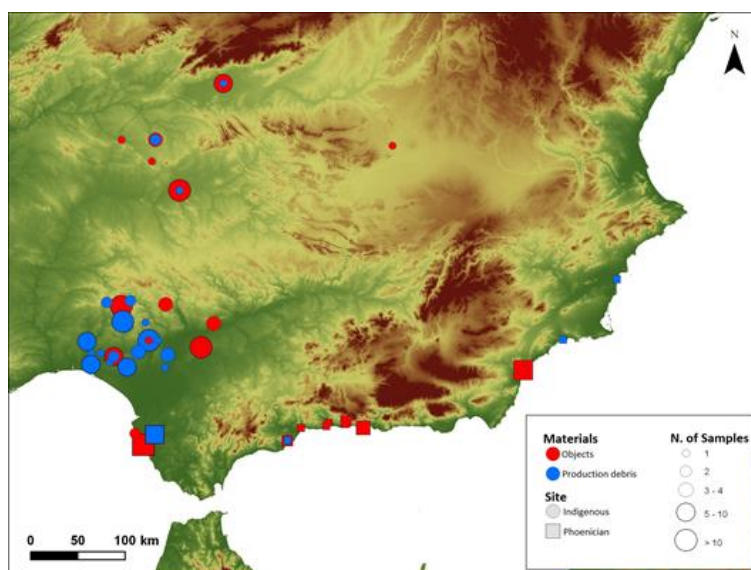 N
Materials
Objects
Production debris
Site
Indigenous
Phoenician
N. of Samples
1
2
3 - 4
5 - 10
> 10
0 50 100 km